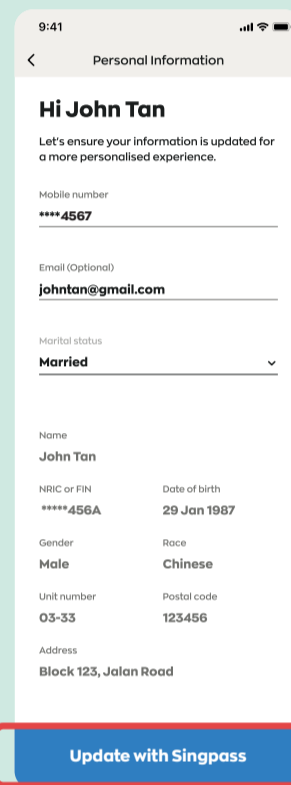 9:41
Personal Information
Hi John Tan
Let's ensure your information is updated for
a more personalised experience.
Mobile number
****4567
Email (Optional)
johntan@gmail.com
Marital status
Married
Name
John Tan
NRIC or FIN Date of birth
*****456A 29 Jan 1987
Gender Race
Male Chinese
Unit number Postal code
03-33 123456
Address
Block 123, Jalan Road
Update with Singpass